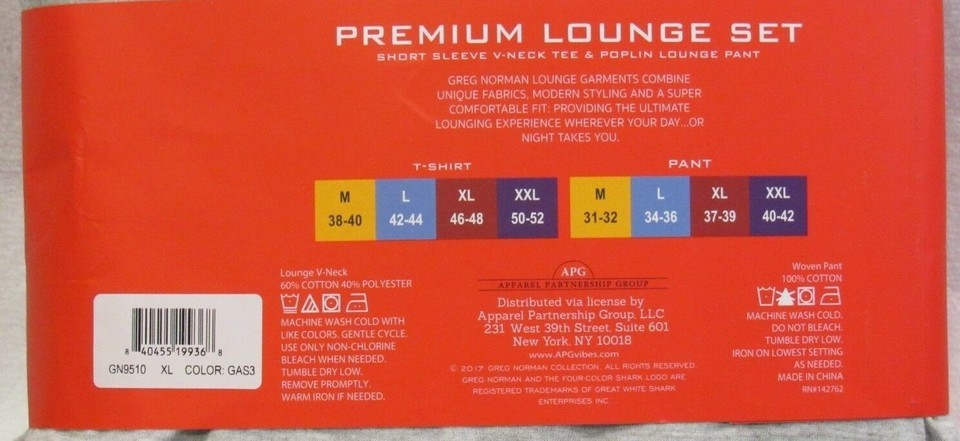 PREMIUM LOUNGE SET
SHORT SLEEVE V-NECK TEE & POPLIN LOUNGE PANT
GREG NORMAN LOUNGE GARMENTS COMBINE
UNIQUE FABRICS, MODERN STYLING AND A SUPER
COMFORTABLE FIT: PROVIDING THE ULTIMATE
LOUNGING EXPERIENCE WHEREVER YOUR DAY...OR
NIGHT TAKES YOU.
T-SHIRT
M L XL XXL
38-40 42-44 46-48 50-52
PANT
M L XL XXL
31-32 34-36 37-39 40-42
Lounge V-Neck
60% COTTON 40% POLYESTER
MACHINE WASH COLD WITH
LIKE COLORS. GENTLE CYCLE.
USE ONLY NON-CHLORINE
BLEACH WHEN NEEDED.
TUMBLE DRY LOW.
REMOVE PROMPTLY.
WARM IRON IF NEEDED.
8 40455 19936 8
GN9510 XL COLOR: GAS3
APG
APPAREL PARTNERSHIP GROUP
Distributed via license by
Apparel Partnership Group, LLC
231 West 39th Street, Suite 601
New York, NY 10018
www.APGvibes.com
© 2017 GREG NORMAN COLLECTION. ALL RIGHTS RESERVED.
GREG NORMAN AND THE FOUR-COLOR SHARK LOGO ARE
REGISTERED TRADEMARKS OF GREAT WHITE SHARK
ENTERPRISES INC.
Woven Pant
100% COTTON
MACHINE WASH COLD.
DO NOT BLEACH.
TUMBLE DRY LOW.
IRON ON LOWEST SETTING
AS NEEDED.
MADE IN CHINA
RN#142762